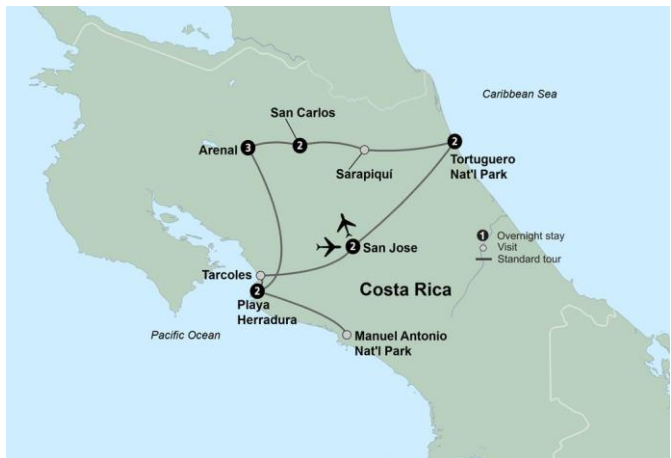 Caribbean Sea
San Carlos
2
Arenal
3
2
Sarapiquí
Tortuguero
Nat'l Park
2
San Jose
1
Overnight stay
Visit
Standard tour
Tarcoles
2
Playa
Herradura
Costa Rica
Pacific Ocean
Manuel Antonio
Nat'l Park